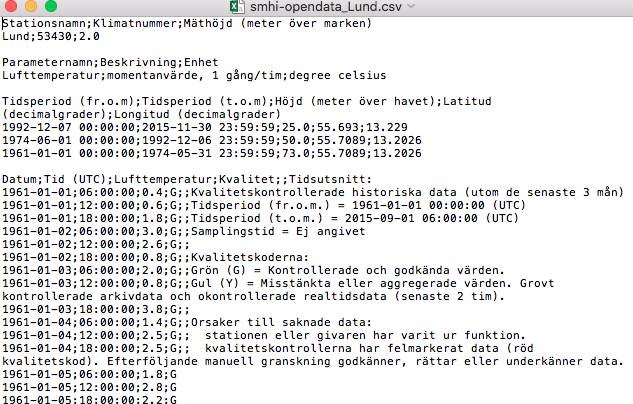 smhi-opendata_Lund.csv
Stationsnamn;Klimatnummer;Mäthöjd (meter över marken)
Lund;53430;2.0
Parameternamn;Beskrivning;Enhet
Lufttemperatur;momentanvärde, 1 gång/tim;degree celsius
Tidsperiod (fr.o.m);Tidsperiod (t.o.m);Höjd (meter över havet);Latitud
(decimalgrader);Longitud (decimalgrader)
1992-12-07 00:00:00;2015-11-30 23:59:59;25.0;55.693;13.229
1974-06-01 00:00:00;1992-12-06 23:59:59;50.0;55.7089;13.2026
1961-01-01 00:00:00;1974-05-31 23:59:59;73.0;55.7089;13.2026
Datum;Tid (UTC);Lufttemperatur;Kvalitet;;Tidsutsnitt:
1961-01-01;06:00:00;0.4;G;;Kvalitetskontrollerade historiska data (utom de senaste 3 mån)
1961-01-01;12:00:00;0.6;G;;Tidsperiod (fr.o.m.) = 1961-01-01 00:00:00 (UTC)
1961-01-01;18:00:00;1.8;G;;Tidsperiod (t.o.m.) = 2015-09-01 06:00:00 (UTC)
1961-01-02;06:00:00;3.0;G;;Samplingstid = Ej angivet
1961-01-02;12:00:00;2.6;G;;
1961-01-02;18:00:00;0.8;G;;Kvalitetskoderna:
1961-01-03;06:00:00;2.0;G;;Grön (G) = Kontrollerade och godkända värden.
1961-01-03;12:00:00;0.8;G;;Gul (Y) = Misstänkta eller aggregerade värden. Grovt
kontrollerade arkivdata och okontrollerade realtidsdata (senaste 2 tim).
1961-01-03;18:00:00;3.8;G;;
1961-01-04;06:00:00;1.4;G;;Orsaker till saknade data:
1961-01-04;12:00:00;2.5;G;;  stationen eller givaren har varit ur funktion.
1961-01-04;18:00:00;2.5;G;;  kvalitetskontrollerna har felmarkerat data (röd
kvalitetskod). Efterföljande manuell granskning godkänner, rättar eller underkänner data.
1961-01-05;06:00:00;1.8;G
1961-01-05;12:00:00;2.8;G
1961-01-05;18:00:00;2.2;G